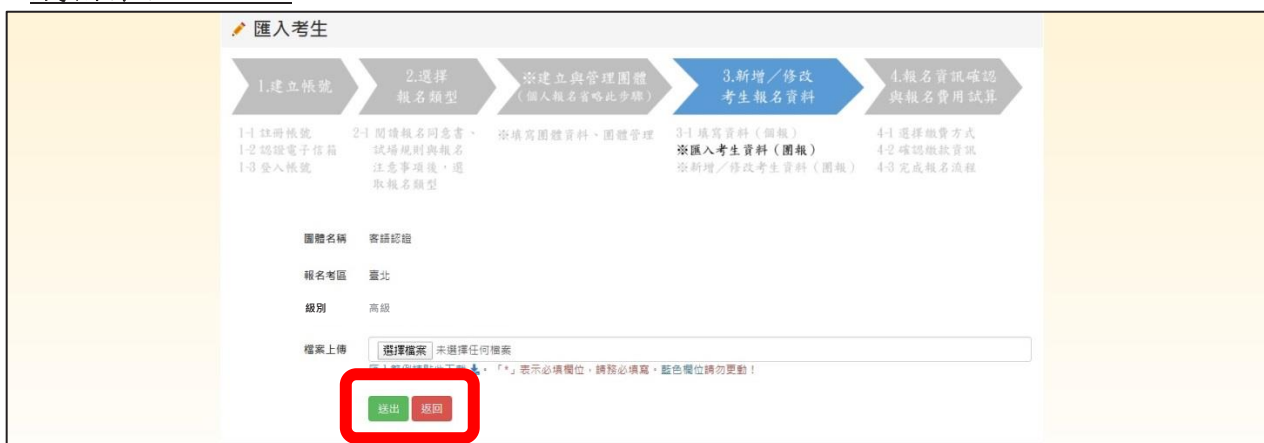 匯入考生
1.建立帳號
2.選擇
報名類型
※建立與管理團體
(個人報名省略此步驟)
3.新增／修改
考生報名資料
4.報名資訊確認
與報名費用試算
1-1 註冊帳號
1-2 認證電子信箱
1-3 登入帳號
2-1 閱讀報名同意書、
試場規則與報名
注意事項後，選
取報名類型
※填寫團體資料、團體管理
3-1 填寫資料（個報）
※匯入考生資料（團報）
※新增／修改考生資料（團報）
4-1 選擇繳費方式
4-2 確認繳款資訊
4-3 完成報名流程
團體名稱 客語認證
報名考區 臺北
級別 高級
檔案上傳 選擇檔案 未選擇任何檔案
「*」表示必填欄位，請務必填寫，藍色欄位請勿更動！
送出 返回